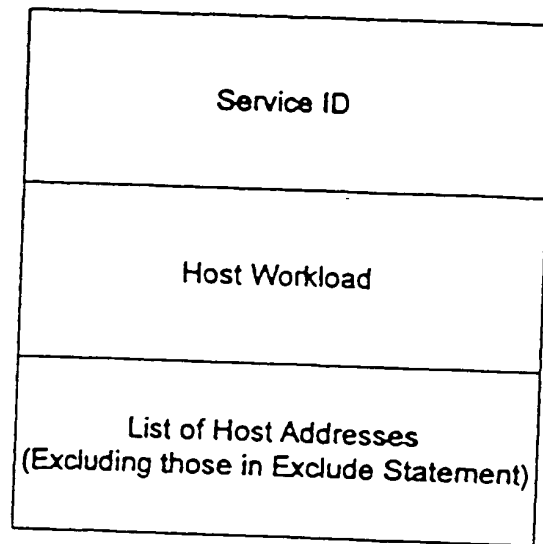 Service ID
Host Workload
List of Host Addresses
(Excluding those in Exclude Statement)